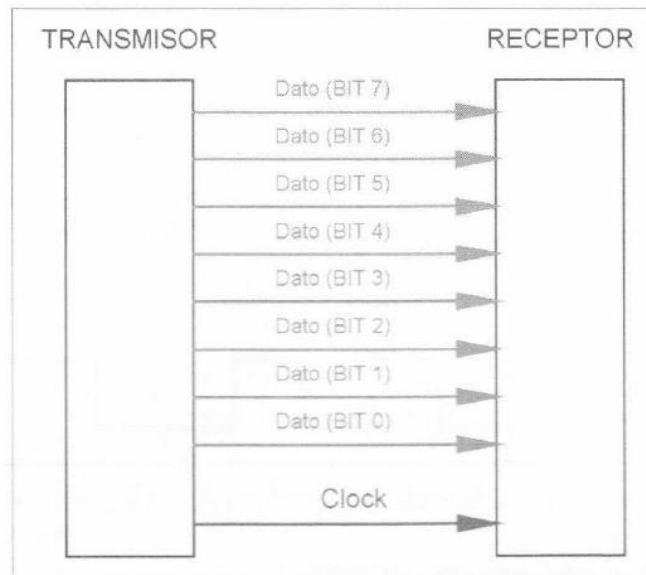 TRANSMISOR RECEPTOR
Dato (BIT 7)
Dato (BIT 6)
Dato (BIT 5)
Dato (BIT 4)
Dato (BIT 3)
Dato (BIT 2)
Dato (BIT 1)
Dato (BIT 0)
Clock